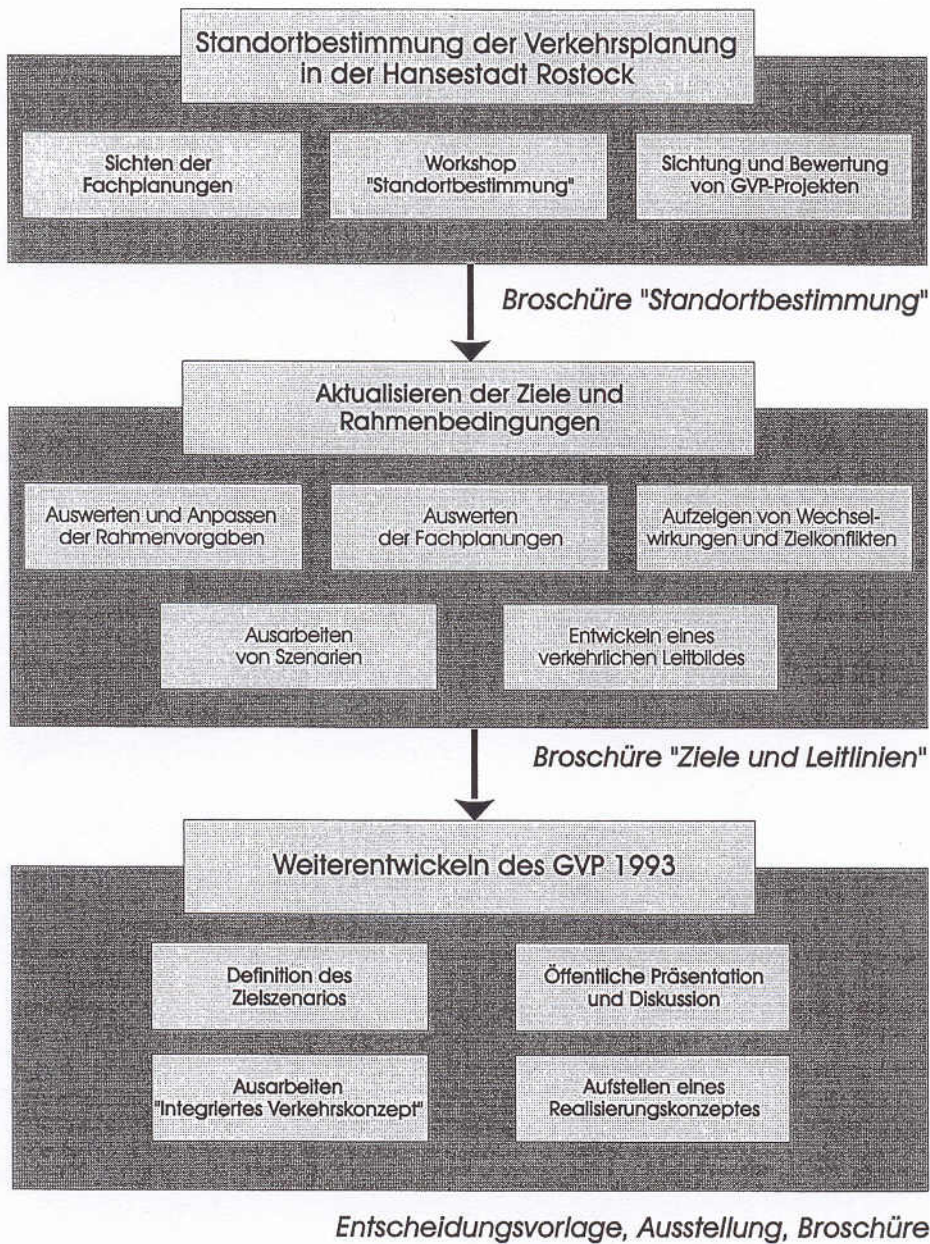 Standortbestimmung der Verkehrsplanung
in der Hansestadt Rostock
Sichten der
Fachplanungen
Workshop
"Standortbestimmung"
Sichtung und Bewertung
von GVP-Projekten
Broschüre "Standortbestimmung"
Aktualisieren der Ziele und
Rahmenbedingungen
Auswerten und Anpassen
der Rahmenvorgaben
Auswerten
der Fachplanungen
Aufzeigen von Wechsel-
wirkungen und Zielkonflikten
Ausarbeiten
von Szenarien
Entwickeln eines
verkehrlichen Leitbildes
Broschüre "Ziele und Leitlinien"
Weiterentwickeln des GVP 1993
Definition des
Zielszenarios
Öffentliche Präsentation
und Diskussion
Ausarbeiten
"Integriertes Verkehrskonzept"
Aufstellen eines
Realisierungskonzeptes
Entscheidungsvorlage, Ausstellung, Broschüre